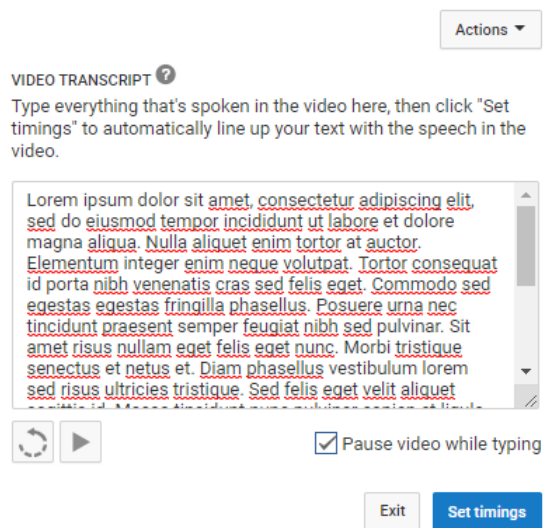 Actions
VIDEO TRANSCRIPT ?
Type everything that's spoken in the video here, then click "Set
timings" to automatically line up your text with the speech in the
video.
Lorem ipsum dolor sit amet, consectetur adipiscing elit,
sed do eiusmod tempor incididunt ut labore et dolore
magna aliqua. Nulla aliquet enim tortor at auctor.
Elementum integer enim neque volutpat. Tortor consequat
id porta nibh venenatis cras sed felis eget. Commodo sed
egestas egestas fringilla phasellus. Posuere urna nec
tincidunt praesent semper feugiat nibh sed pulvinar. Sit
amet risus nullam eget felis eget nunc. Morbi tristique
senectus et netus et. Diam phasellus vestibulum lorem
sed risus ultricies tristique. Sed felis eget velit aliquet
Pause video while typing
Exit
Set timings